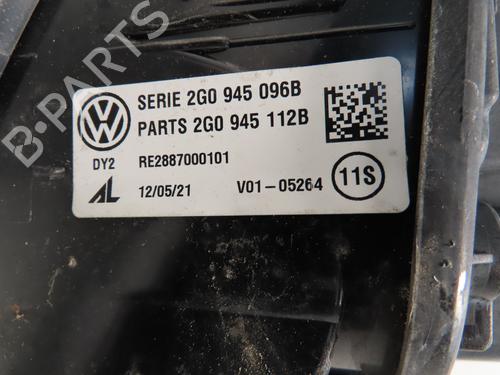 B-PARTS
SERIE 2G0 945 096B
PARTS 2G0 945 112B
DY2 RE2887000101
AL 12/05/21 V01-05264 11S